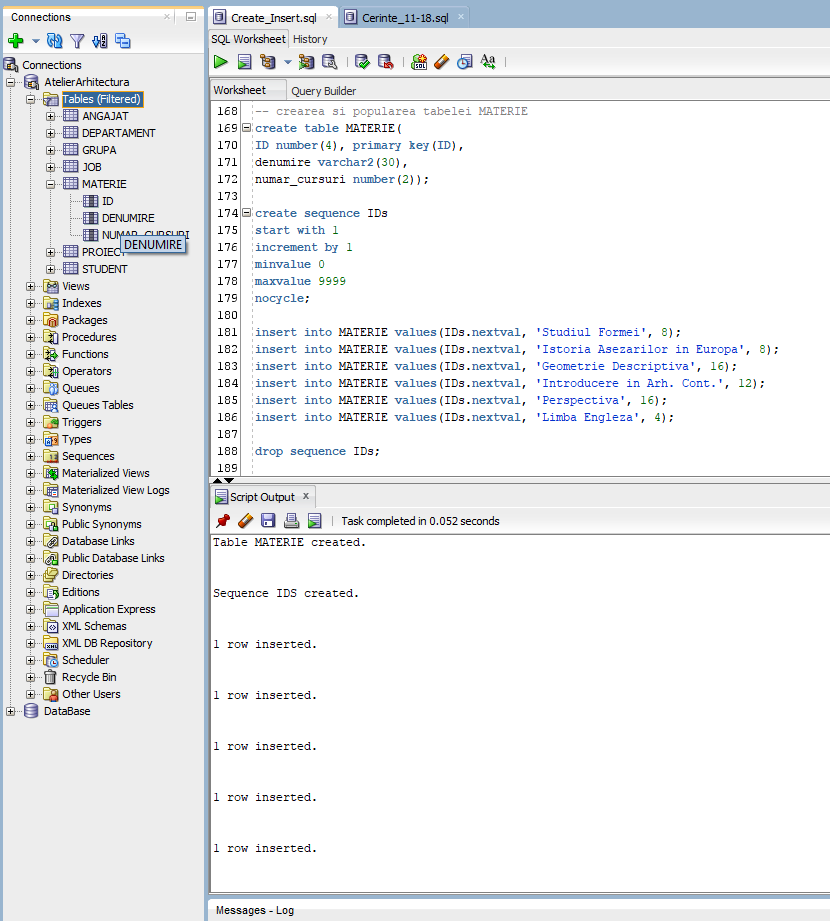 Connections
Connections
AtelierArhitectura
Tables (Filtered)
ANGAJAT
DEPARTAMENT
GRUPA
JOB
MATERIE
ID
DENUMIRE
NUMAR_CURSURI
DENUMIRE
PROIECT
STUDENT
Views
Indexes
Packages
Procedures
Functions
Operators
Queues
Queues Tables
Triggers
Types
Sequences
Materialized Views
Materialized View Logs
Synonyms
Public Synonyms
Database Links
Public Database Links
Directories
Editions
Application Express
XML Schemas
XML DB Repository
Scheduler
Recycle Bin
Other Users
DataBase
Create_Insert.sql
Cerinte_11-18.sql
SQL Worksheet History
Worksheet Query Builder
168 -- crearea si popularea tabelei MATERIE
169 create table MATERIE(
170 ID number(4), primary key(ID),
171 denumire varchar2(30),
172 numar_cursuri number(2));
173
174 create sequence IDs
175 start with 1
176 increment by 1
177 minvalue 0
178 maxvalue 9999
179 nocycle;
180
181 insert into MATERIE values(IDs.nextval, 'Studiul Formei', 8);
182 insert into MATERIE values(IDs.nextval, 'Istoria Asezarilor in Europa', 8);
183 insert into MATERIE values(IDs.nextval, 'Geometrie Descriptiva', 16);
184 insert into MATERIE values(IDs.nextval, 'Introducere in Arh. Cont.', 12);
185 insert into MATERIE values(IDs.nextval, 'Perspectiva', 16);
186 insert into MATERIE values(IDs.nextval, 'Limba Engleza', 4);
187
188 drop sequence IDs;
189
Script Output
Task completed in 0.052 seconds
Table MATERIE created.
Sequence IDS created.
1 row inserted.
1 row inserted.
1 row inserted.
1 row inserted.
1 row inserted.
Messages - Log